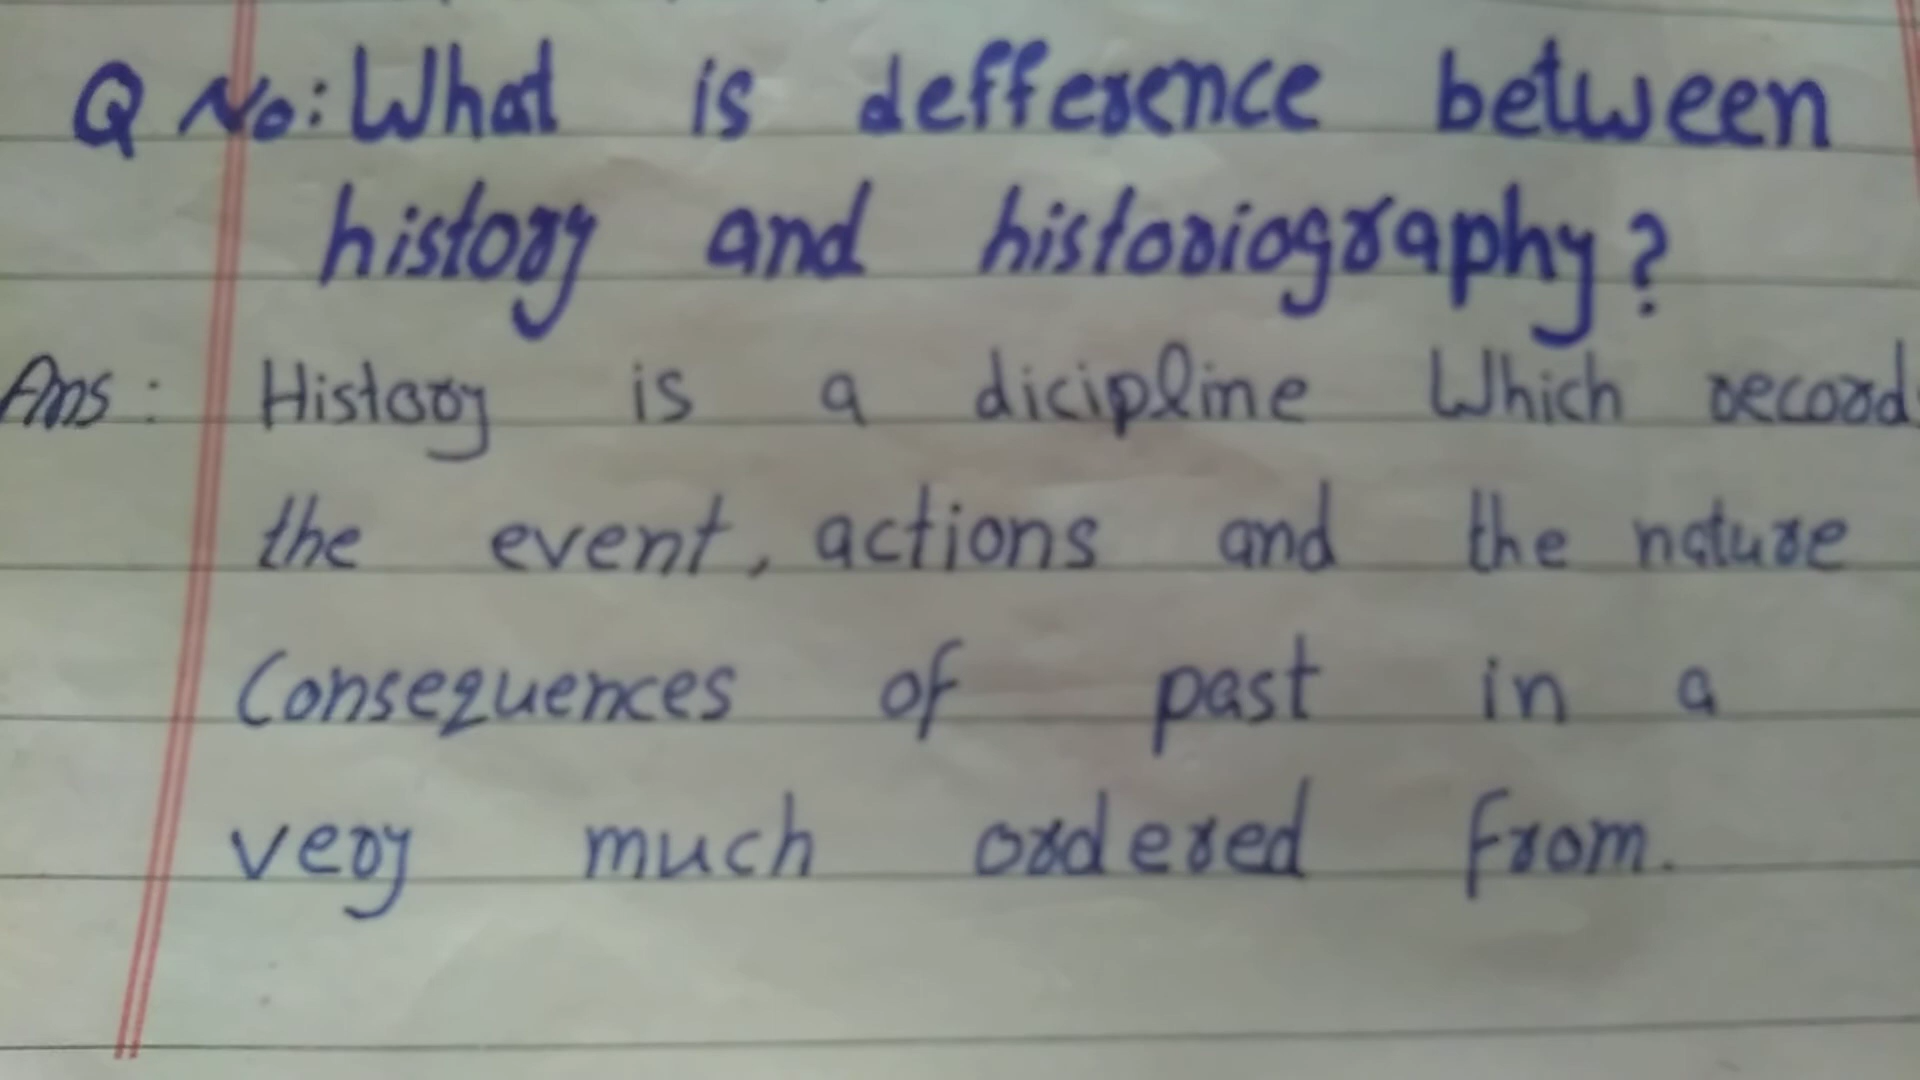 Q No: What is defference between
history and historiography?
Ans: History is a dicipline Which record
the event, actions and the nature
Consequences of past in a
very much ordered from.